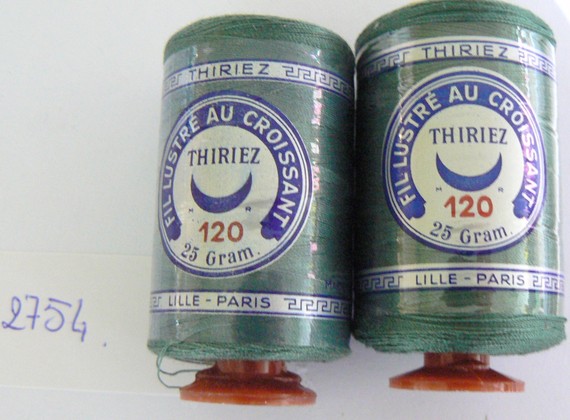 THIRIEZ
FIL LUSTRÉ AU CROISSANT
THIRIEZ
120
25 Gram.
LILLE - PARIS
THIRIEZ
FIL LUSTRÉ AU CROISSANT
THIRIEZ
120
25 Gram.
LILLE - PARIS
2754.